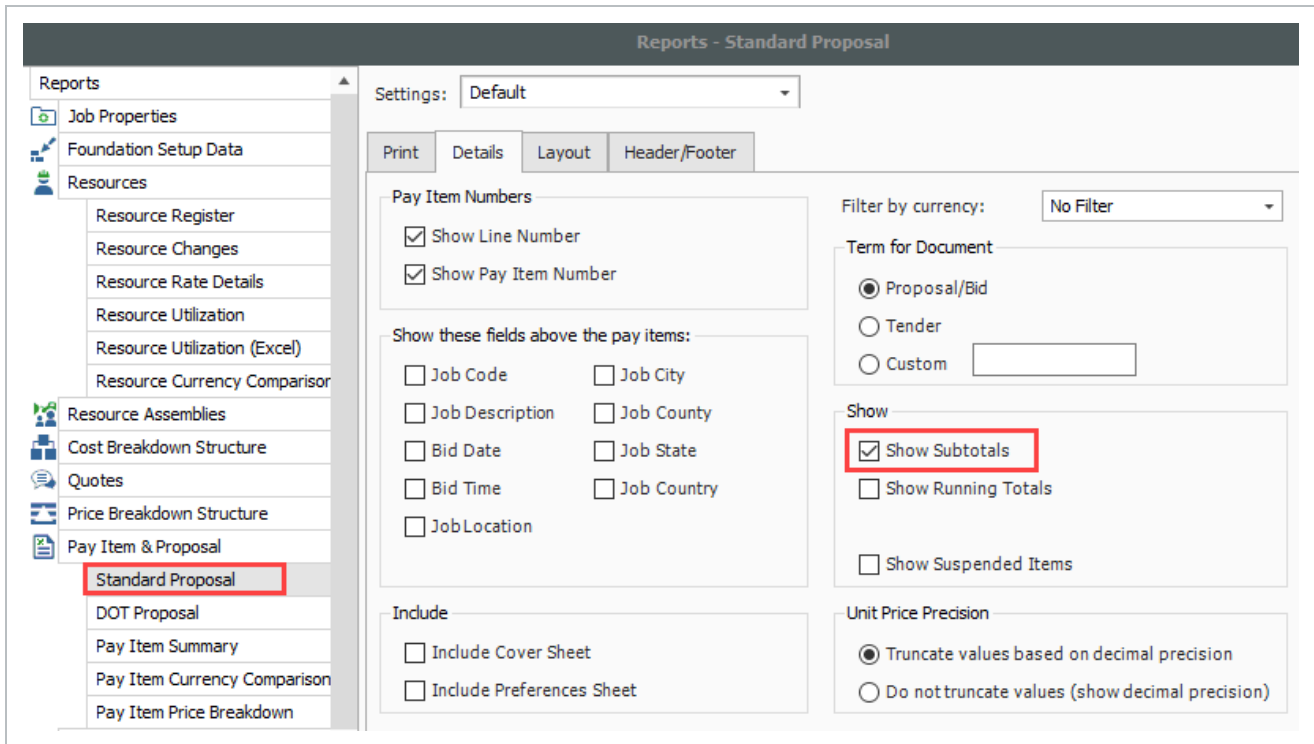 Reports - Standard Proposal
Reports
Job Properties
Foundation Setup Data
Resources
Resource Register
Resource Changes
Resource Rate Details
Resource Utilization
Resource Utilization (Excel)
Resource Currency Comparisor
Resource Assemblies
Cost Breakdown Structure
Quotes
Price Breakdown Structure
Pay Item & Proposal
Standard Proposal
DOT Proposal
Pay Item Summary
Pay Item Currency Comparison
Pay Item Price Breakdown
Settings: Default
Print Details Layout Header/Footer
Pay Item Numbers
Show Line Number
Show Pay Item Number
Show these fields above the pay items:
Job Code Job City
Job Description Job County
Bid Date Job State
Bid Time Job Country
Job Location
Include
Include Cover Sheet
Include Preferences Sheet
Filter by currency: No Filter
Term for Document
Proposal/Bid
Tender
Custom
Show
Show Subtotals
Show Running Totals
Show Suspended Items
Unit Price Precision
Truncate values based on decimal precision
Do not truncate values (show decimal precision)